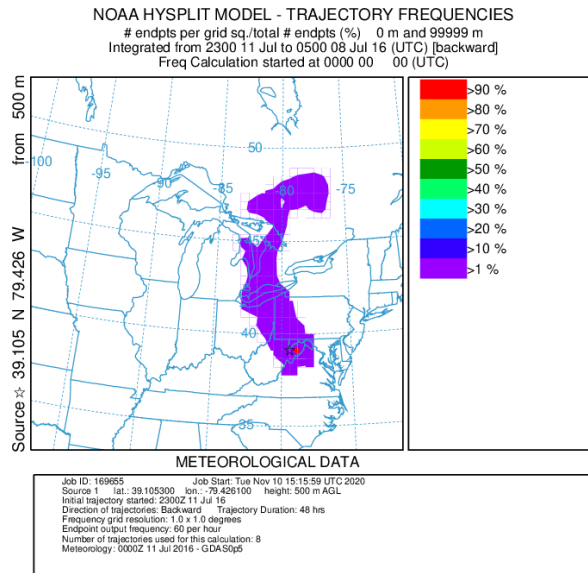 NOAA HYSPLIT MODEL - TRAJECTORY FREQUENCIES
# endpts per grid sq./total # endpts (%) 0 m and 99999 m
Integrated from 2300 11 Jul to 0500 08 Jul 16 (UTC) [backward]
Freq Calculation started at 0000 00 00 (UTC)
Source ☆ 39.105 N 79.426 W from 500 m
-100
-95
-90
-85
-80
-75
50
45
40
35
>90 %
>80 %
>70 %
>60 %
>50 %
>40 %
>30 %
>20 %
>10 %
>1 %
METEOROLOGICAL DATA
Job ID: 169655 Job Start: Tue Nov 10 15:15:59 UTC 2020
Source 1 lat.: 39.105300 lon.: -79.426100 height: 500 m AGL
Initial trajectory started: 2300Z 11 Jul 16
Direction of trajectories: Backward Trajectory Duration: 48 hrs
Frequency grid resolution: 1.0 x 1.0 degrees
Endpoint output frequency: 60 per hour
Number of trajectories used for this calculation: 8
Meteorology: 0000Z 11 Jul 2016 - GDAS0p5